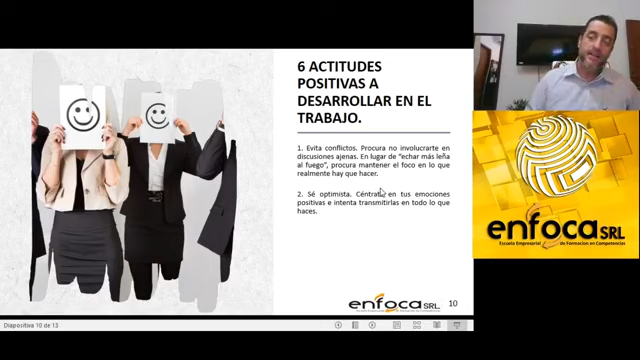 6 ACTITUDES
POSITIVAS A
DESARROLLAR EN EL
TRABAJO.
1. Evita conflictos. Procura no involucrarte en
discusiones ajenas. En lugar de “echar más leña
al fuego”, procura mantener el foco en lo que
realmente hay que hacer.
2. Sé optimista. Céntrate en tus emociones
positivas e intenta transmitirlas en todo lo que
haces.
enfoca SRL
10
Diapositiva 10 de 13
enfoca SRL
Escuela Empresarial de Formacion en Competencias